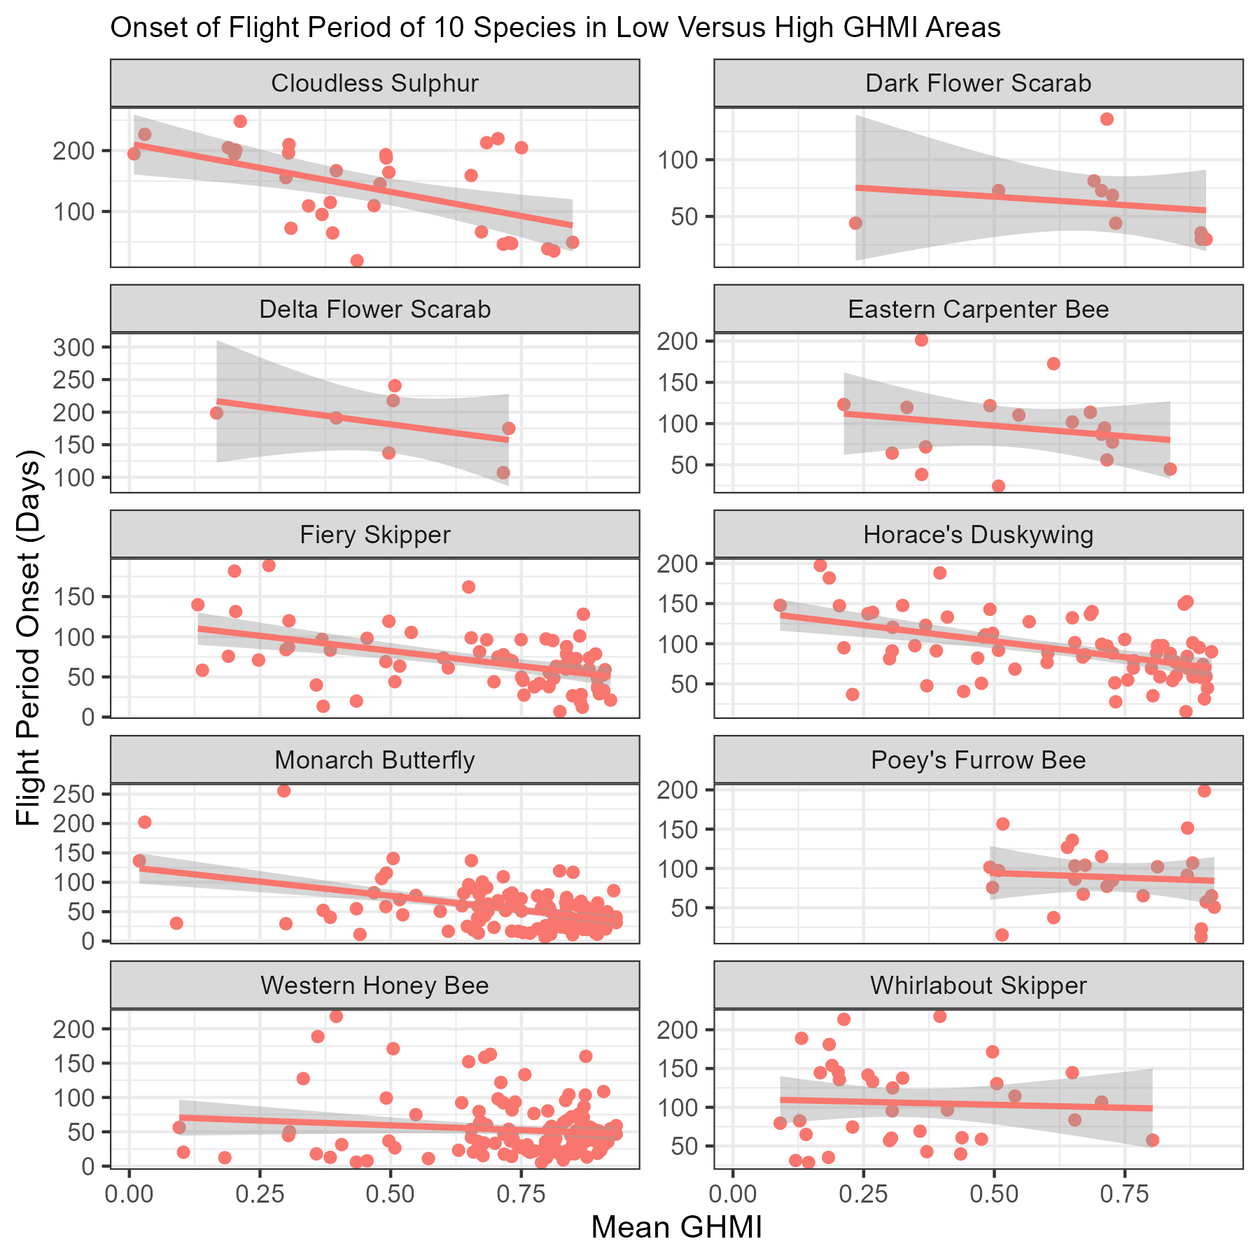 Onset of Flight Period of 10 Species in Low Versus High GHMI Areas
Cloudless Sulphur
Dark Flower Scarab
200
100
100
50
Delta Flower Scarab
Eastern Carpenter Bee
300
250
200
150
100
200
150
100
50
Flight Period Onset (Days)
Fiery Skipper
Horace's Duskywing
150
100
50
0
200
150
100
50
Monarch Butterfly
Poey's Furrow Bee
250
200
150
100
50
0
200
150
100
50
Western Honey Bee
Whirlabout Skipper
200
150
100
50
0
200
150
100
50
0.00 0.25 0.50 0.75
0.00 0.25 0.50 0.75
Mean GHMI